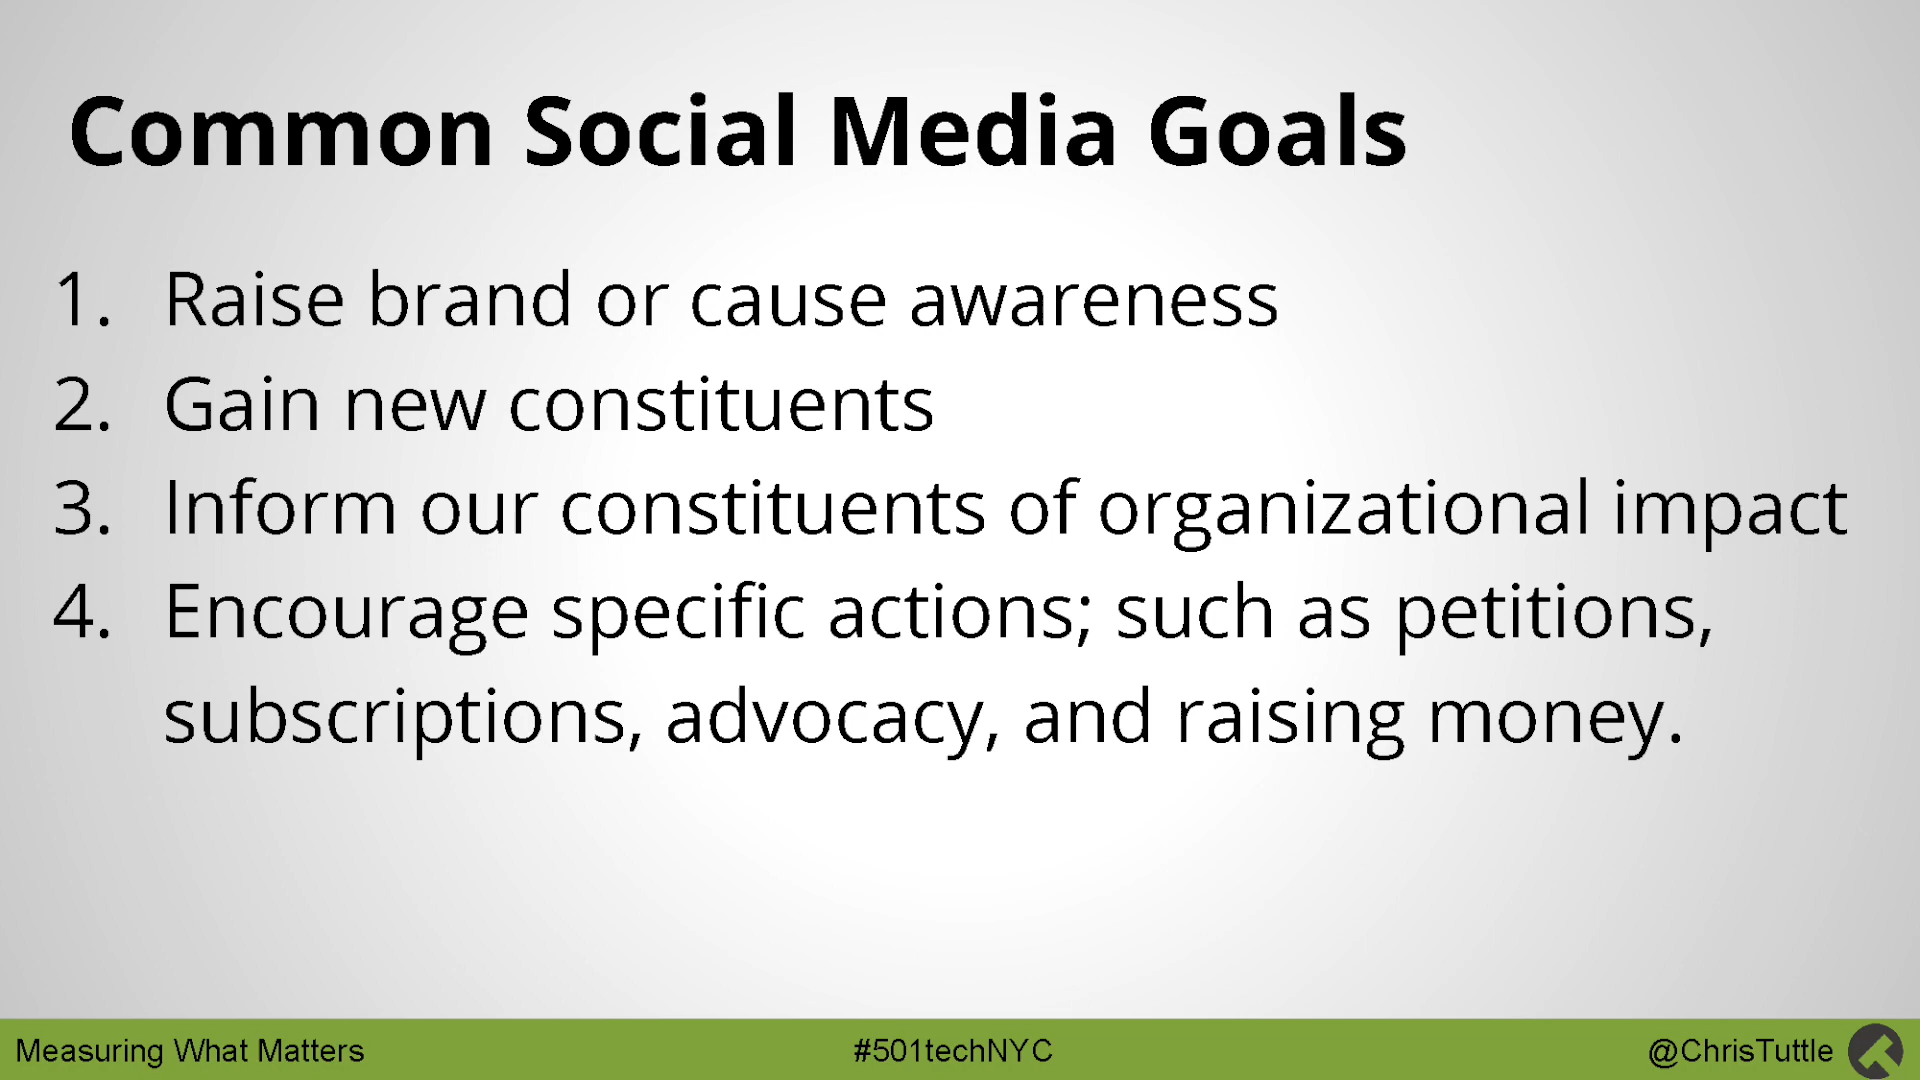 Common Social Media Goals
1. Raise brand or cause awareness
2. Gain new constituents
3. Inform our constituents of organizational impact
4. Encourage specific actions; such as petitions,
subscriptions, advocacy, and raising money.
Measuring What Matters
#501techNYC
@ChrisTuttle